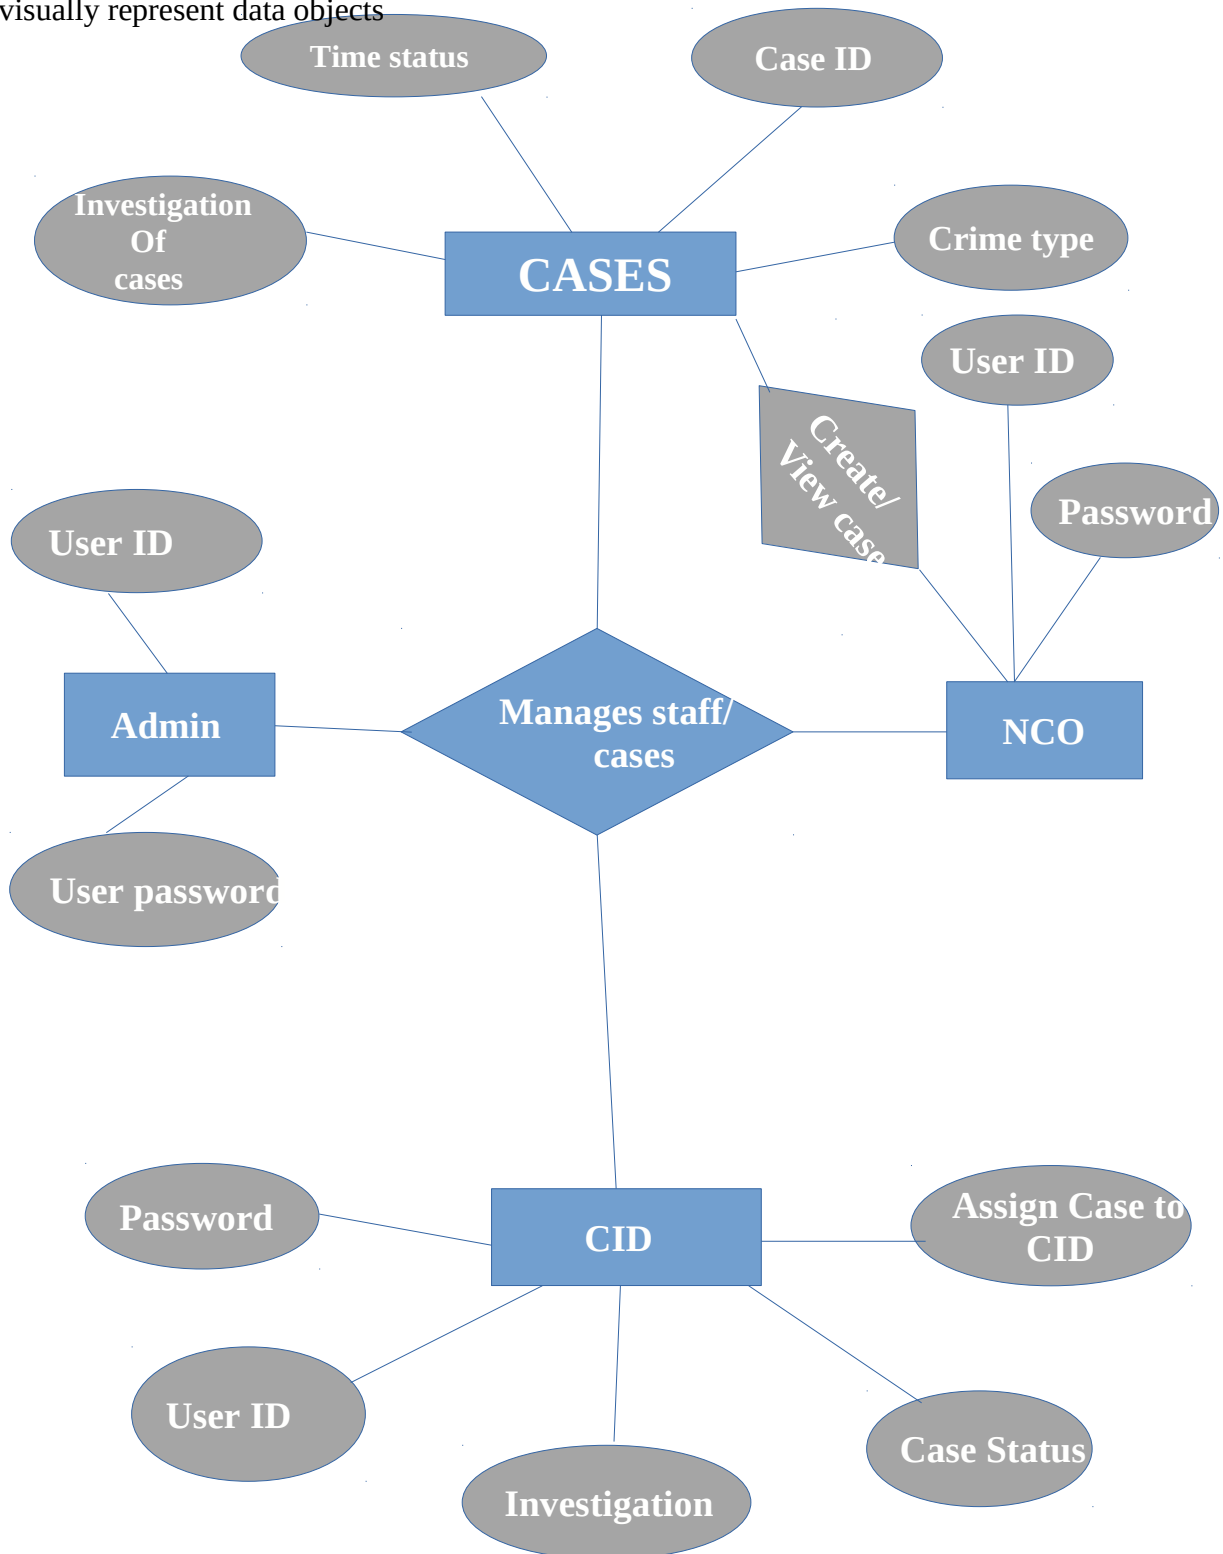 visually represent data objects
Time status
Case ID
Investigation
Of
cases
CASES
Crime type
User ID
Create/
View case
Password
User ID
Admin
Manages staff/
cases
NCO
User password
Password
CID
Assign Case to
CID
User ID
Case Status
Investigation